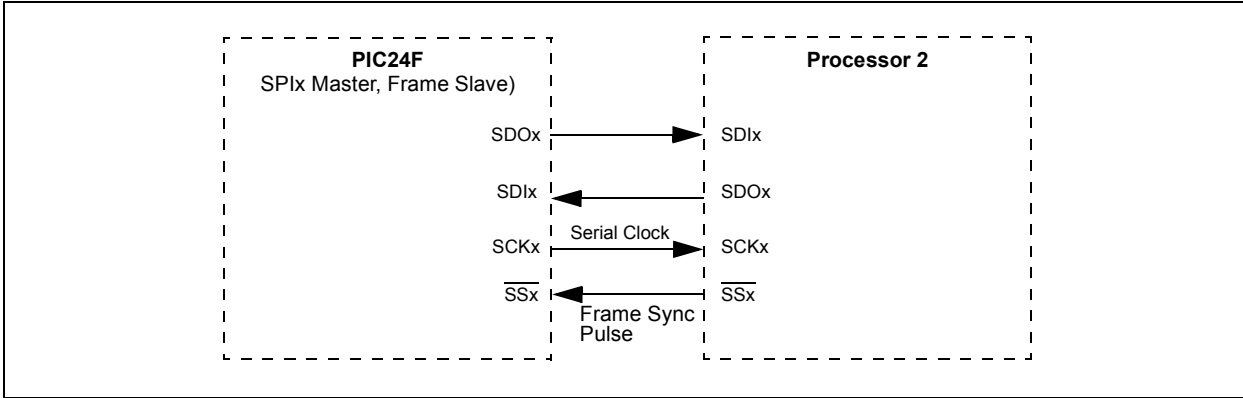 PIC24F
SPIx Master, Frame Slave)
Processor 2
SDOx
SDIx
SDIx
SDOx
Serial Clock
SCKx
SCKx
SSx
SSx
Frame Sync
Pulse